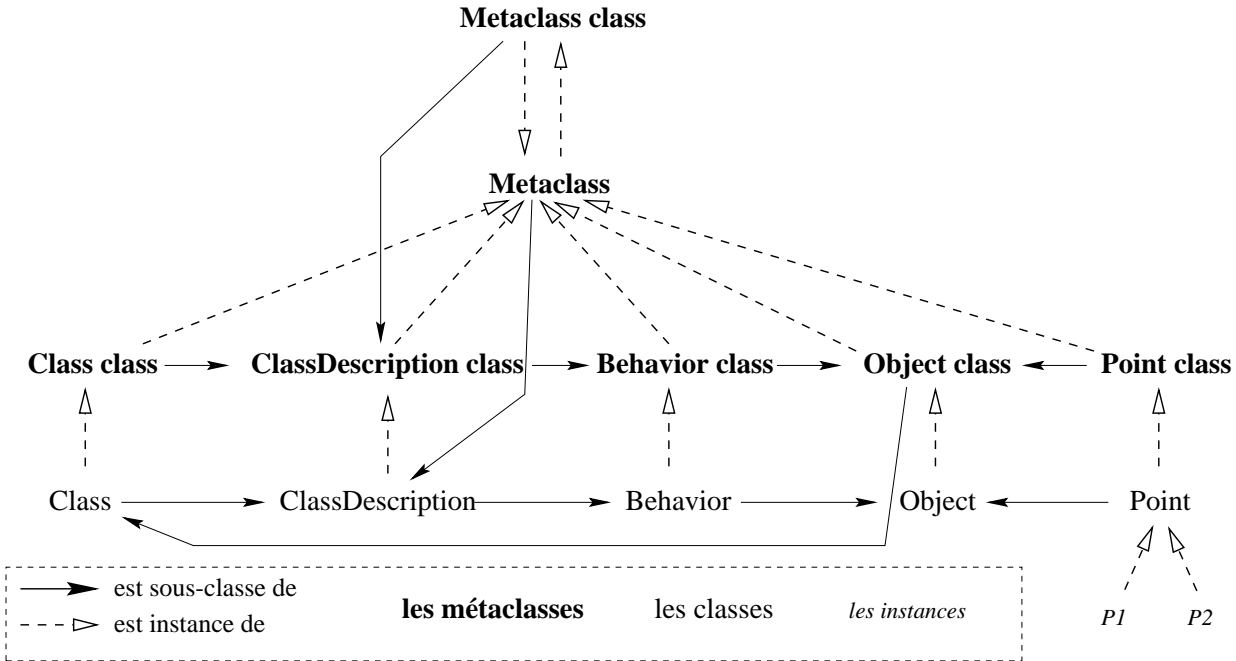 Metaclass class
Metaclass
Class class ClassDescription class Behavior class Object class Point class
Class ClassDescription Behavior Object Point
est sous-classe de
est instance de
les métaclasses les classes les instances
P1 P2